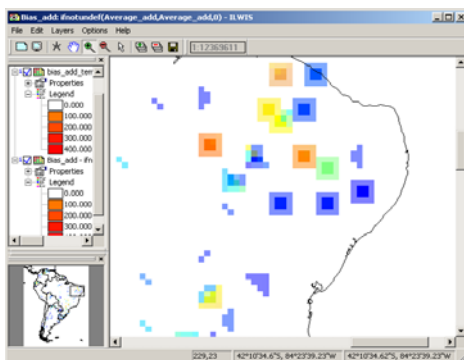 Bias_add: ifnotundef(Average_add,Average_add,0) - ILWIS
File Edit Layers Options Help
1:12369611
bias_add_tem
Properties
Legend
0.000
100.000
200.000
300.000
400.000
Bias_add - ifno
Properties
Legend
0.000
100.000
200.000
300.000
229,23
42°10'34.6"S, 84°23'39.23"W
42°10'34.62"S, 84°23'39.23"W